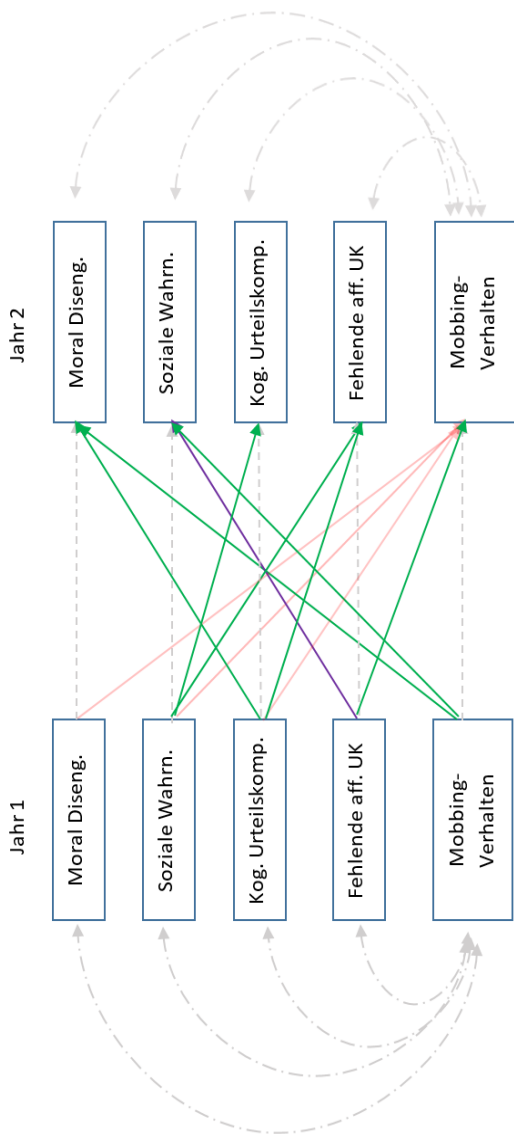 Jahr 1
Jahr 2
Moral Diseng.
Moral Diseng.
Soziale Wahrn.
Soziale Wahrn.
Kog. Urteilskomp.
Kog. Urteilskomp.
Fehlende aff. UK
Fehlende aff. UK
Mobbing-
Verhalten
Mobbing-
Verhalten